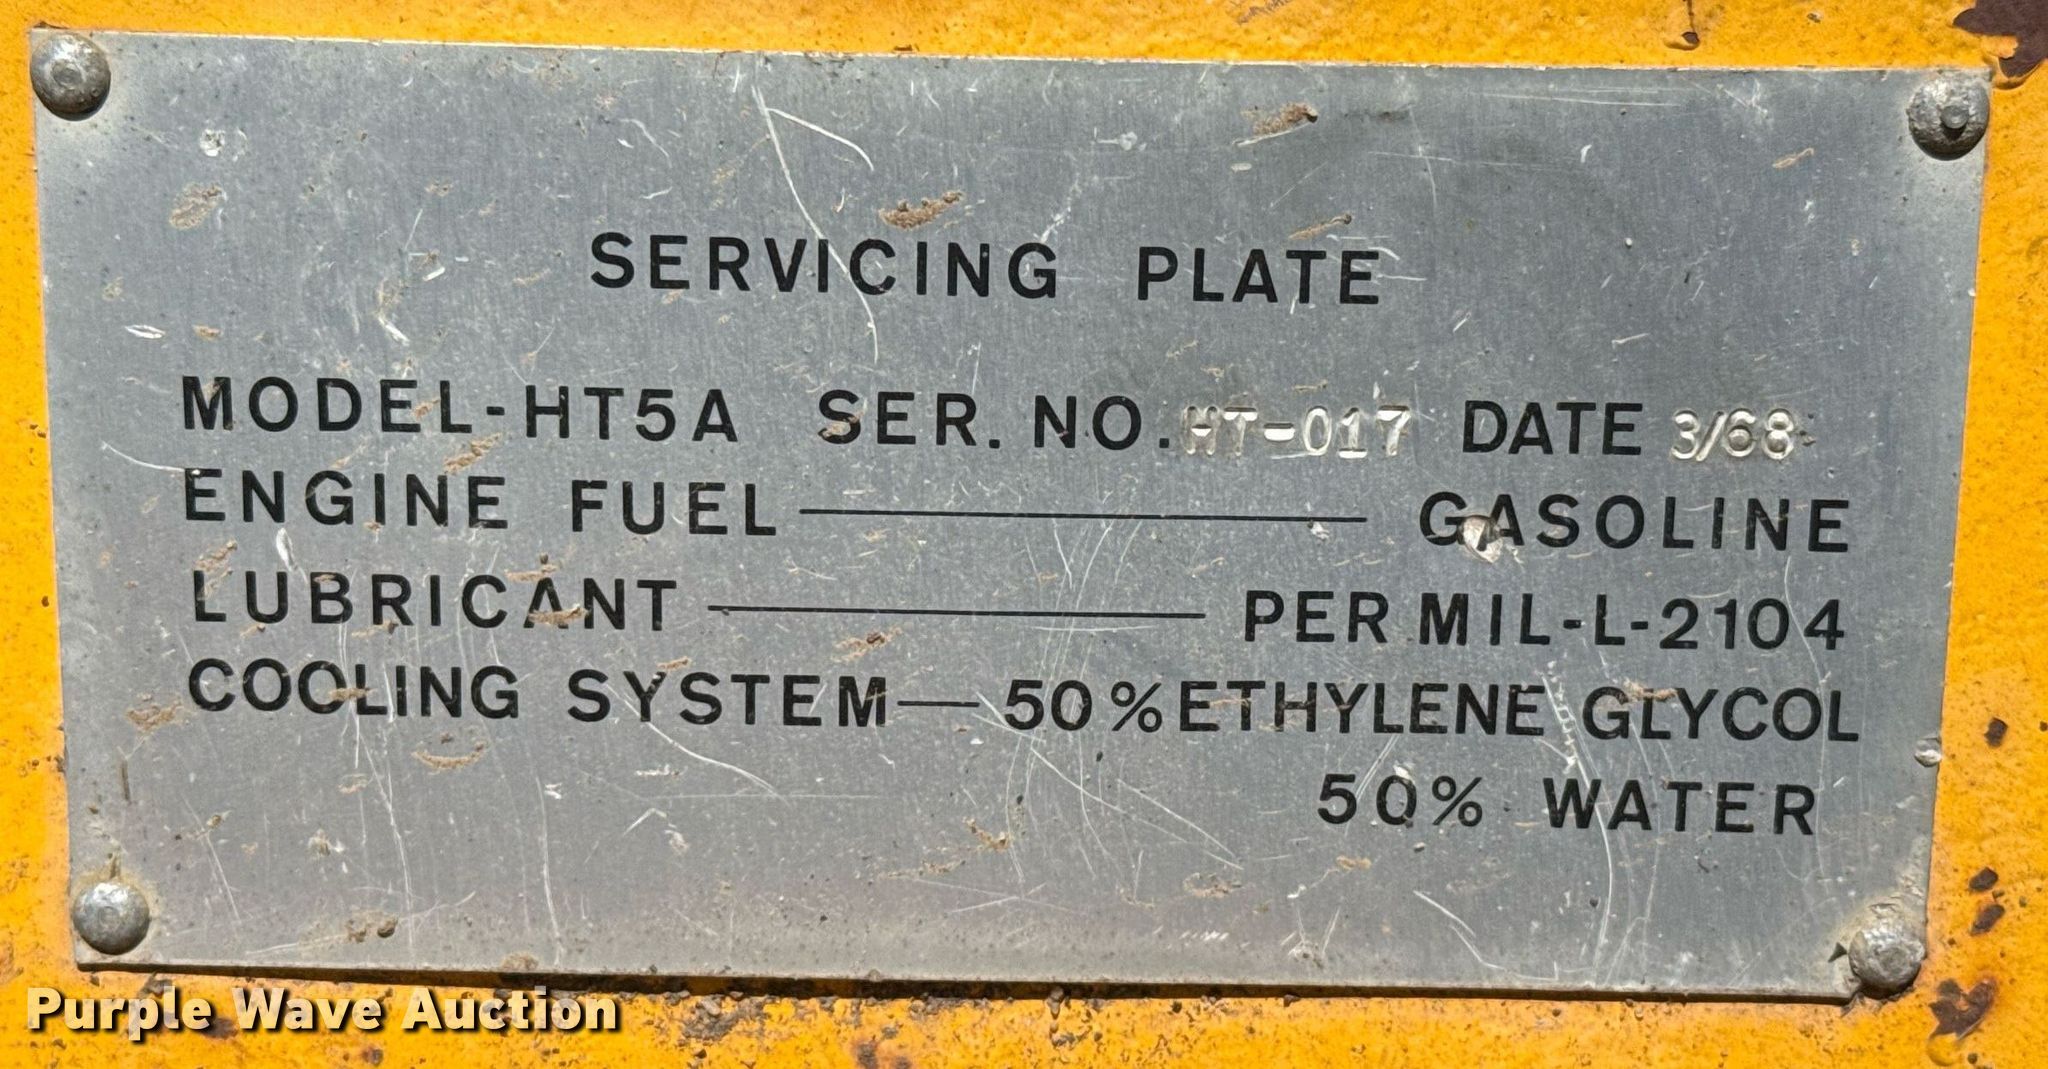 SERVICING PLATE
MODEL-HT5A SER. NO. HT-017 DATE 3/68
ENGINE FUEL — GASOLINE
LUBRICANT — PER MIL-L-2104
COOLING SYSTEM — 50% ETHYLENE GLYCOL
50% WATER
Purple Wave Auction